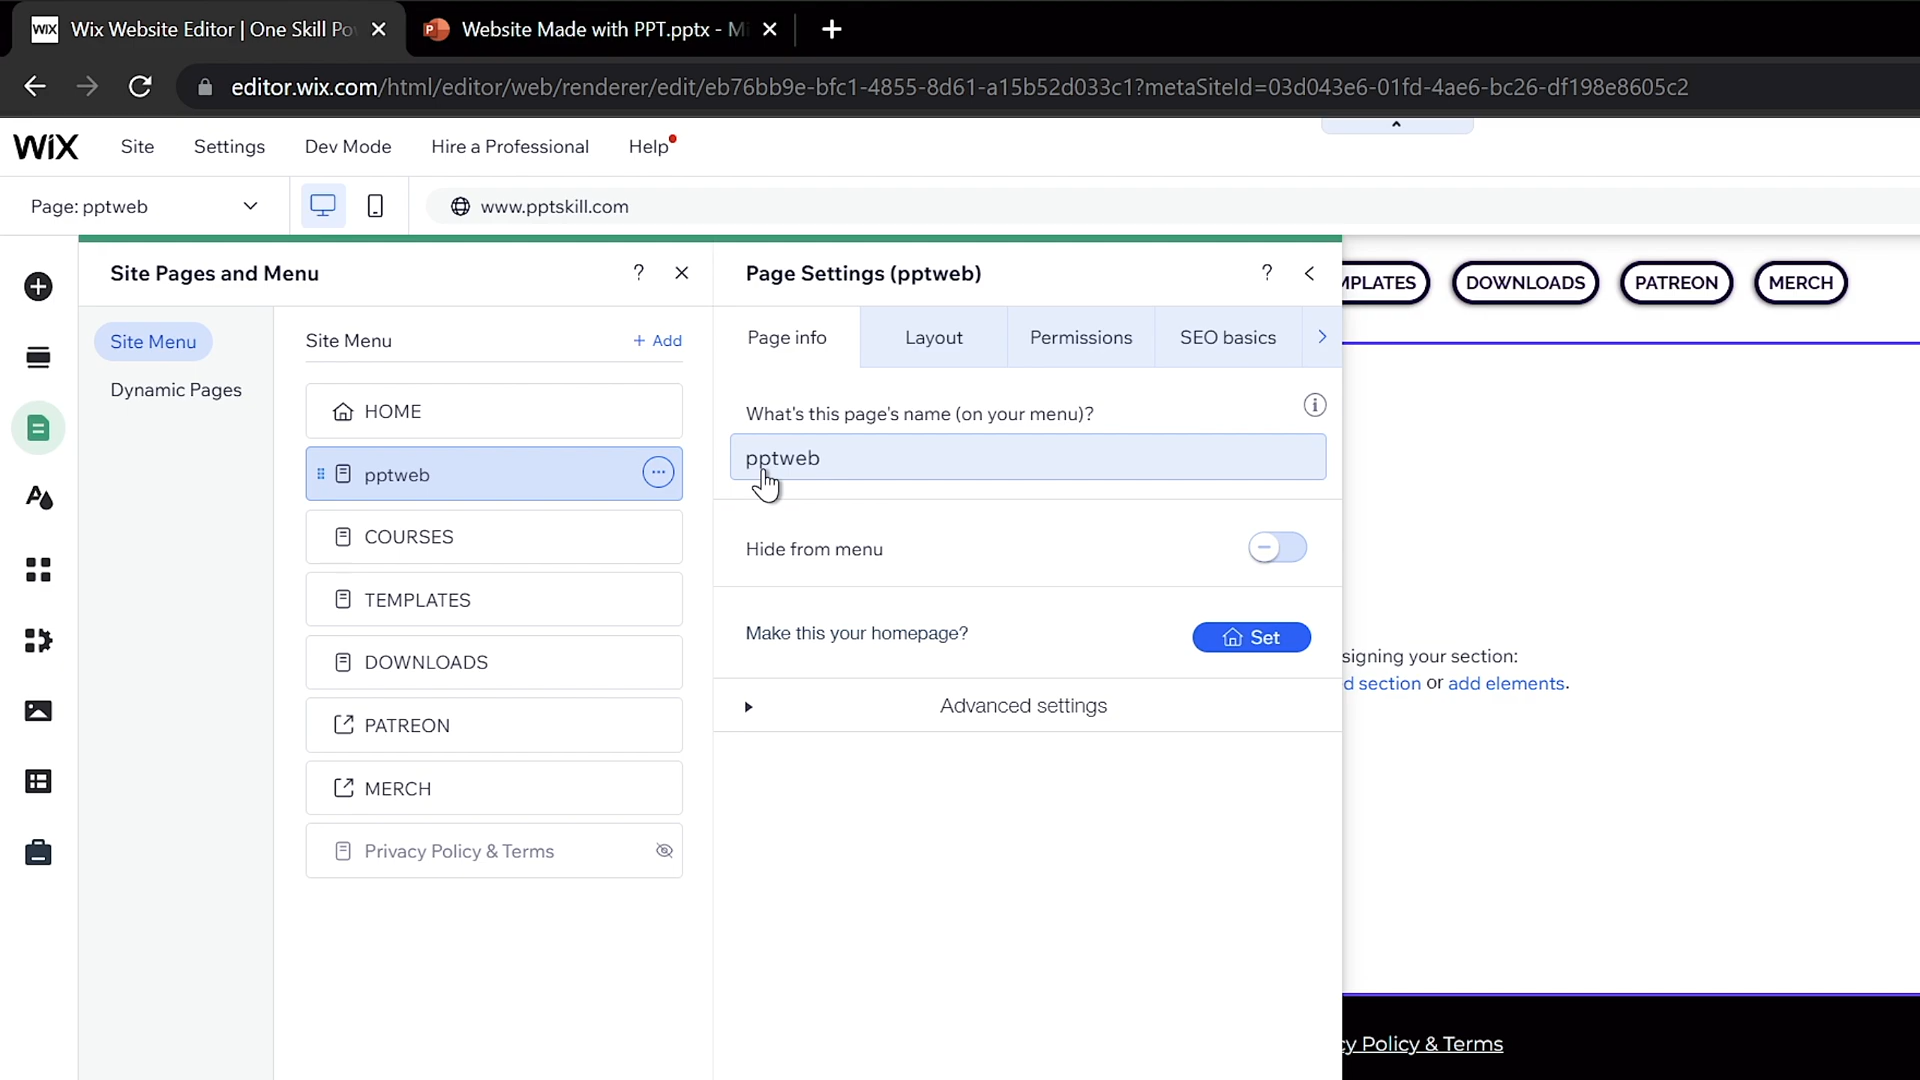 WiX Wix Website Editor | One Skill Po
P Website Made with PPT.pptx - M
editor.wix.com/html/editor/web/renderer/edit/eb76bb9e-bfc1-4855-8d61-a15b52d033c1?metaSiteId=03d043e6-01fd-4ae6-bc26-df198e8605c2
WiX Site Settings Dev Mode Hire a Professional Help
Page: pptweb www.pptskill.com
Site Pages and Menu ?
Site Menu
Dynamic Pages
Site Menu + Add
HOME
pptweb
COURSES
TEMPLATES
DOWNLOADS
PATREON
MERCH
Privacy Policy & Terms
Page Settings (pptweb) ?
Page info Layout Permissions SEO basics
What's this page's name (on your menu)?
pptweb
Hide from menu
Make this your homepage? Set
Advanced settings
MPLATES DOWNLOADS PATREON MERCH
signing your section:
d section or add elements.
cy Policy & Terms